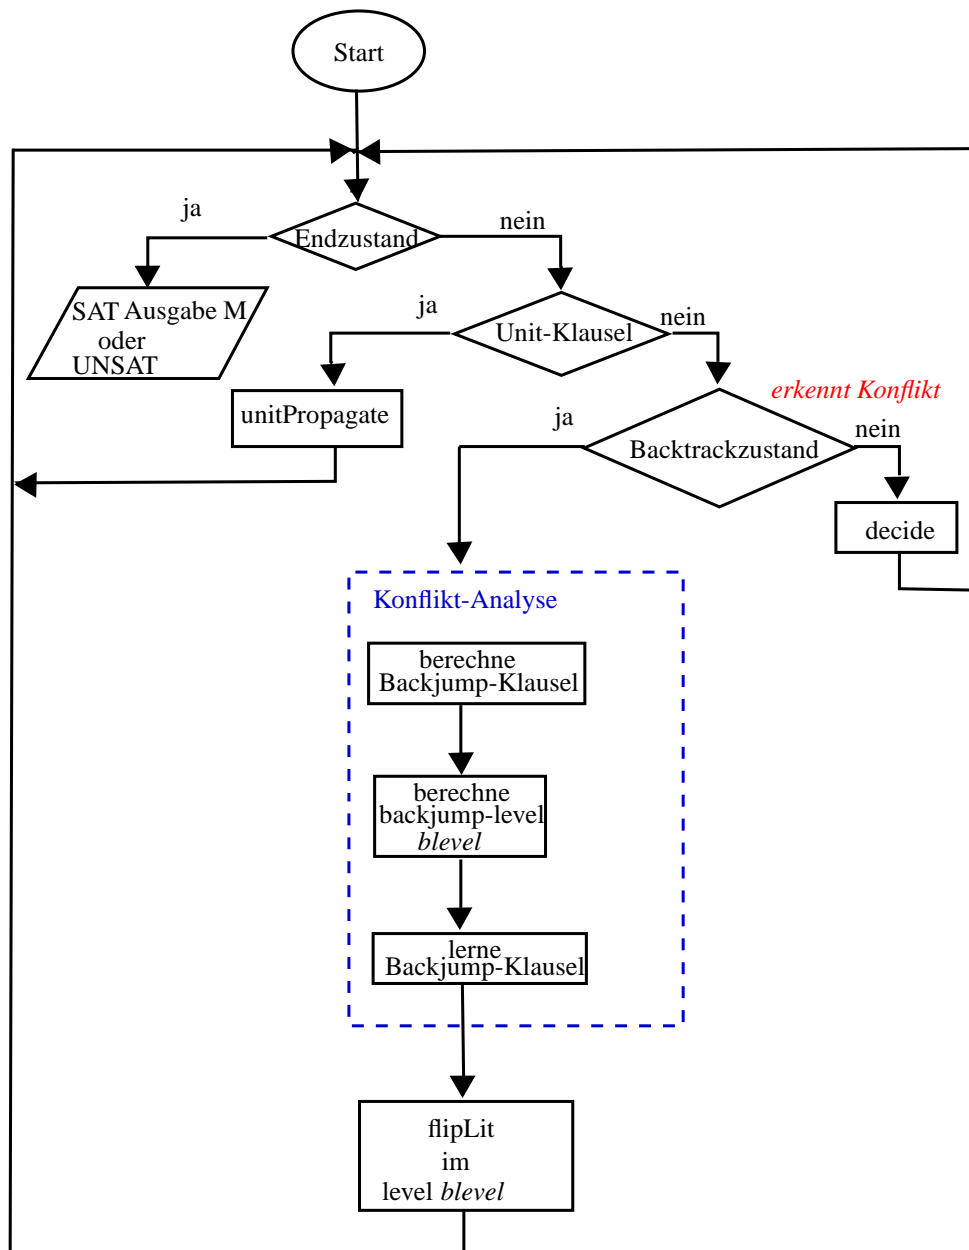 Start
ja
nein
Endzustand
SAT Ausgabe M
oder
UNSAT
ja
Unit-Klausel
nein
unitPropagate
erkennt Konflikt
ja
Backtrackzustand
nein
decide
Konflikt-Analyse
berechne
Backjump-Klausel
berechne
backjump-level
blevel
lerne
Backjump-Klausel
flipLit
im
level blevel